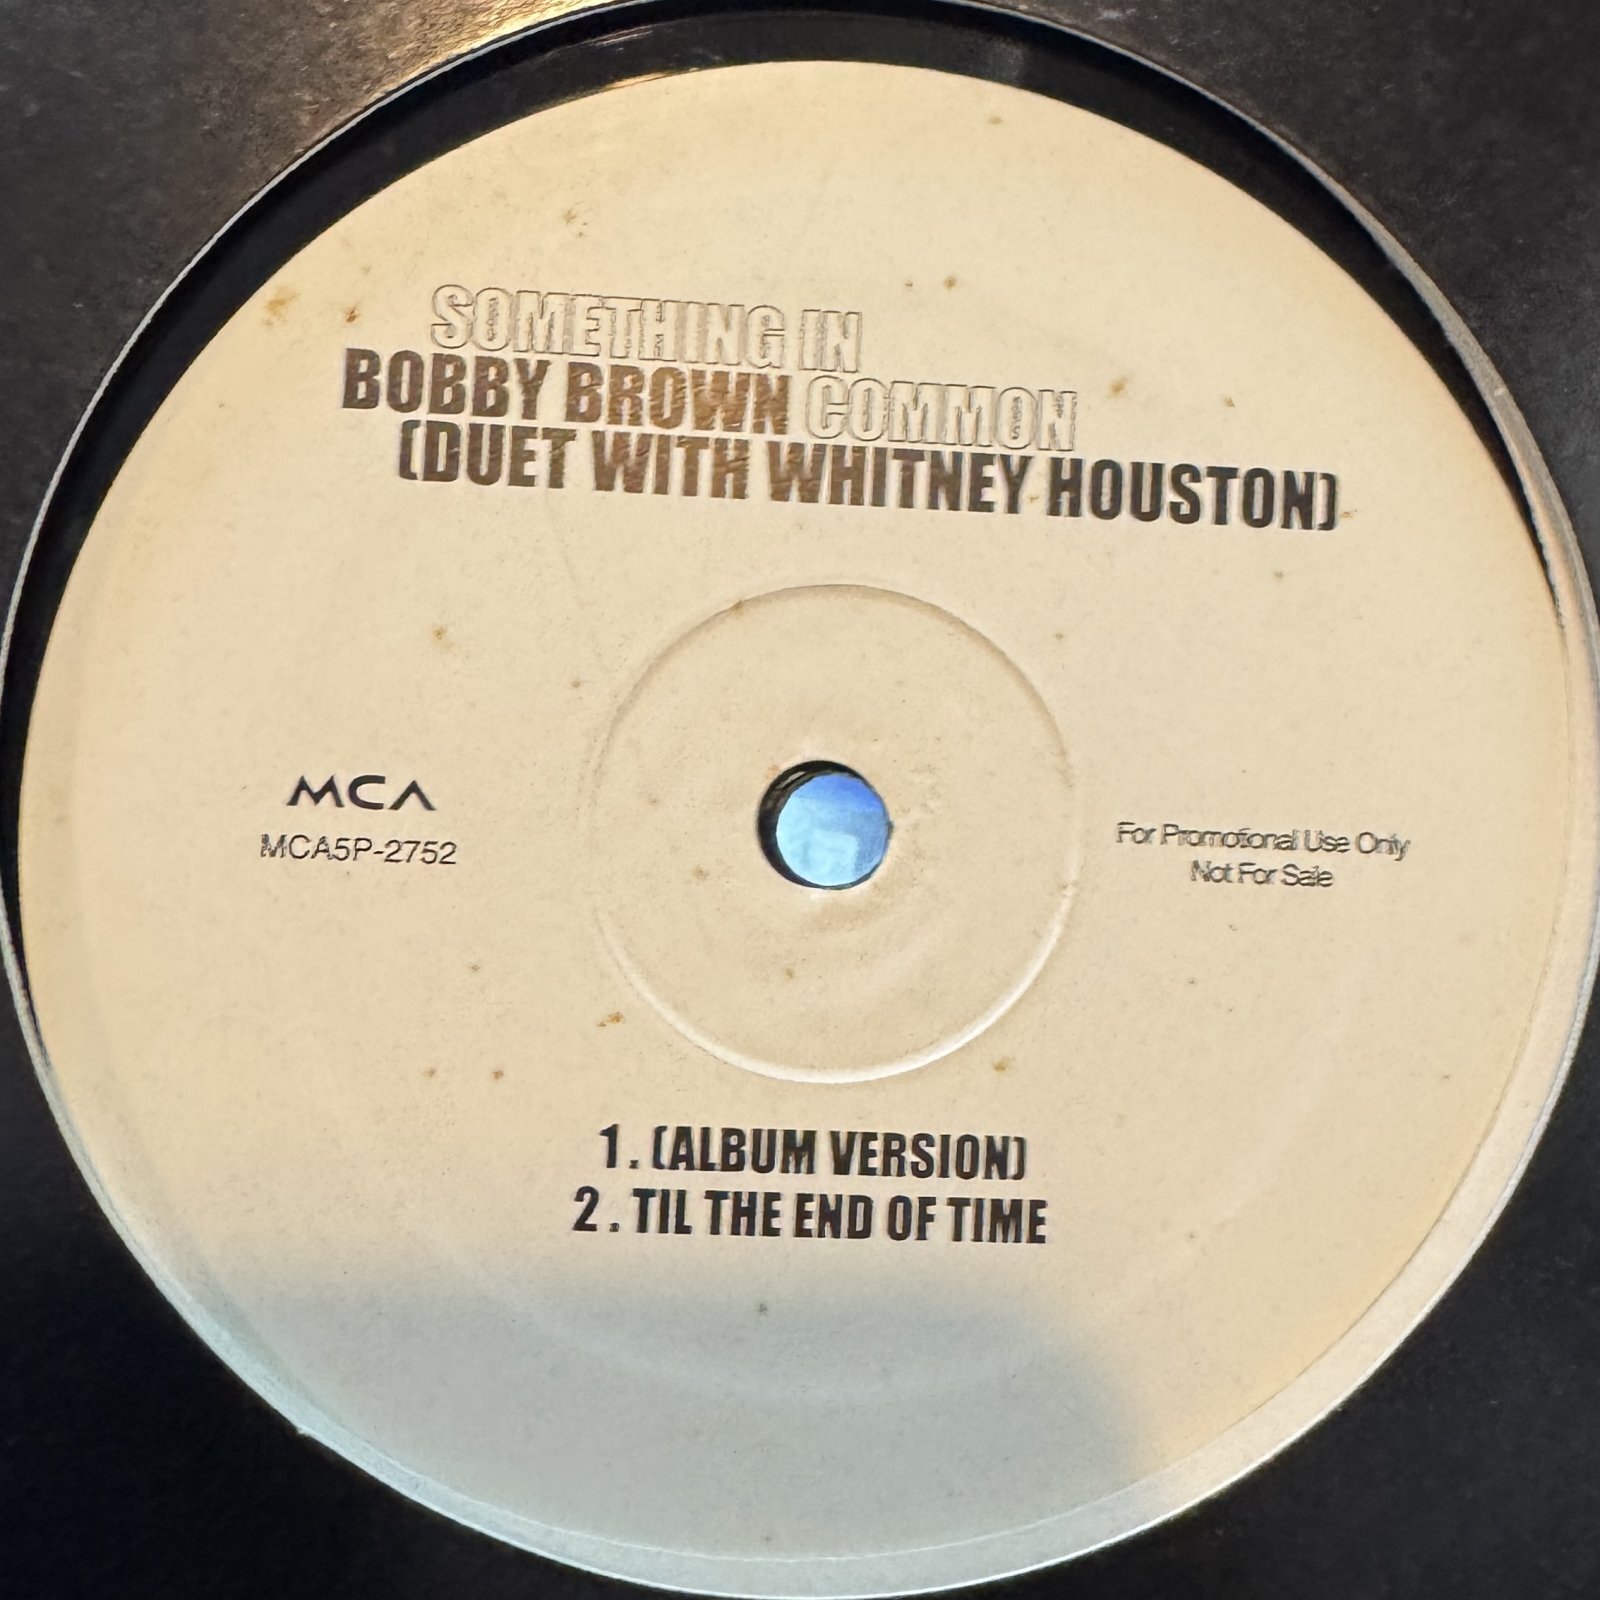 SOMETHING IN
BOBBY BROWN COMMON
(DUET WITH WHITNEY HOUSTON)
MCA
MCA5P-2752
For Promotional Use Only
Not For Sale
1. (ALBUM VERSION)
2. TIL THE END OF TIME